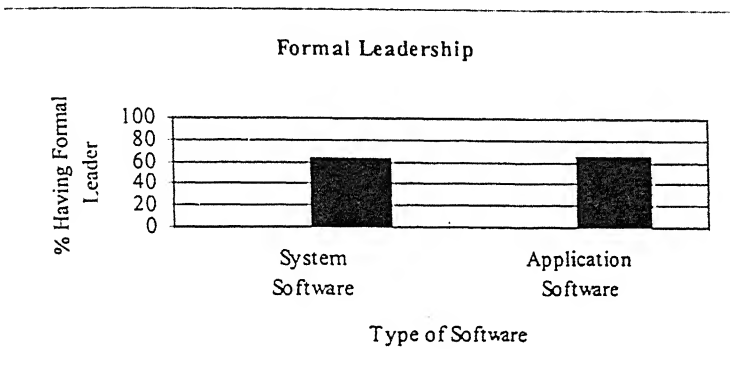 Formal Leadership
% Having Formal
Leader
100
80
60
40
20
0
System
Software
Application
Software
Type of Software